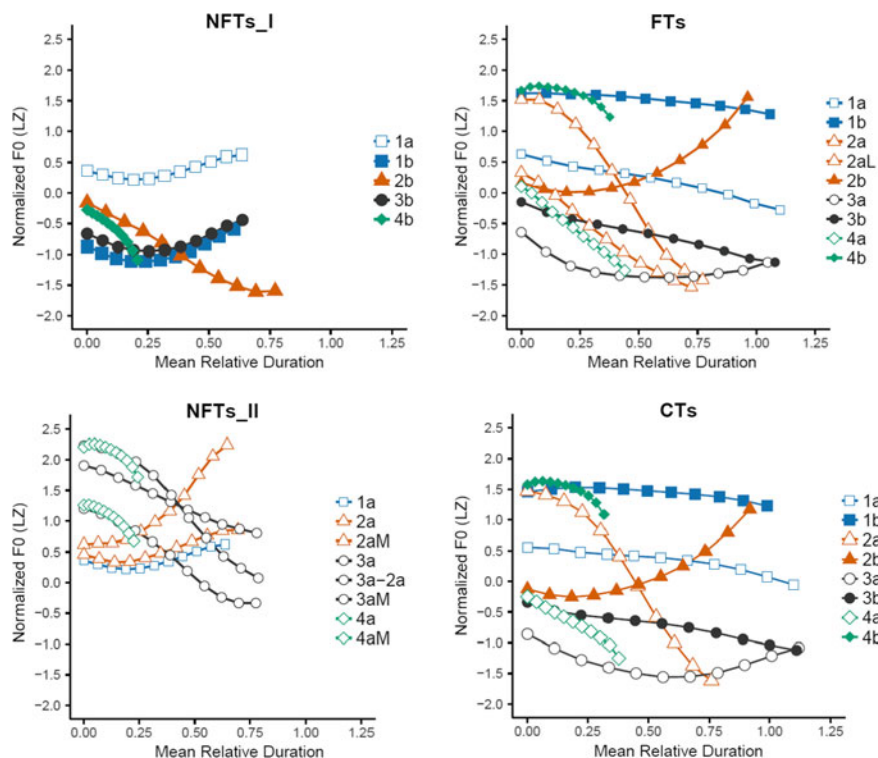 NFTs_I
Normalized F0 (LZ)
2.5
2.0
1.5
1.0
0.5
0.0
−0.5
−1.0
−1.5
−2.0
0.00 0.25 0.50 0.75 1.00 1.25
Mean Relative Duration
1a
1b
2b
3b
4b
FTs
Normalized F0 (LZ)
2.5
2.0
1.5
1.0
0.5
0.0
−0.5
−1.0
−1.5
−2.0
0.00 0.25 0.50 0.75 1.00 1.25
Mean Relative Duration
1a
1b
2a
2aL
2b
3a
3b
4a
4b
NFTs_II
Normalized F0 (LZ)
2.5
2.0
1.5
1.0
0.5
0.0
−0.5
−1.0
−1.5
−2.0
0.00 0.25 0.50 0.75 1.00 1.25
Mean Relative Duration
1a
2a
2aM
3a
3a−2a
3aM
4a
4aM
CTs
Normalized F0 (LZ)
2.5
2.0
1.5
1.0
0.5
0.0
−0.5
−1.0
−1.5
−2.0
0.00 0.25 0.50 0.75 1.00 1.25
Mean Relative Duration
1a
1b
2a
2b
3a
3b
4a
4b